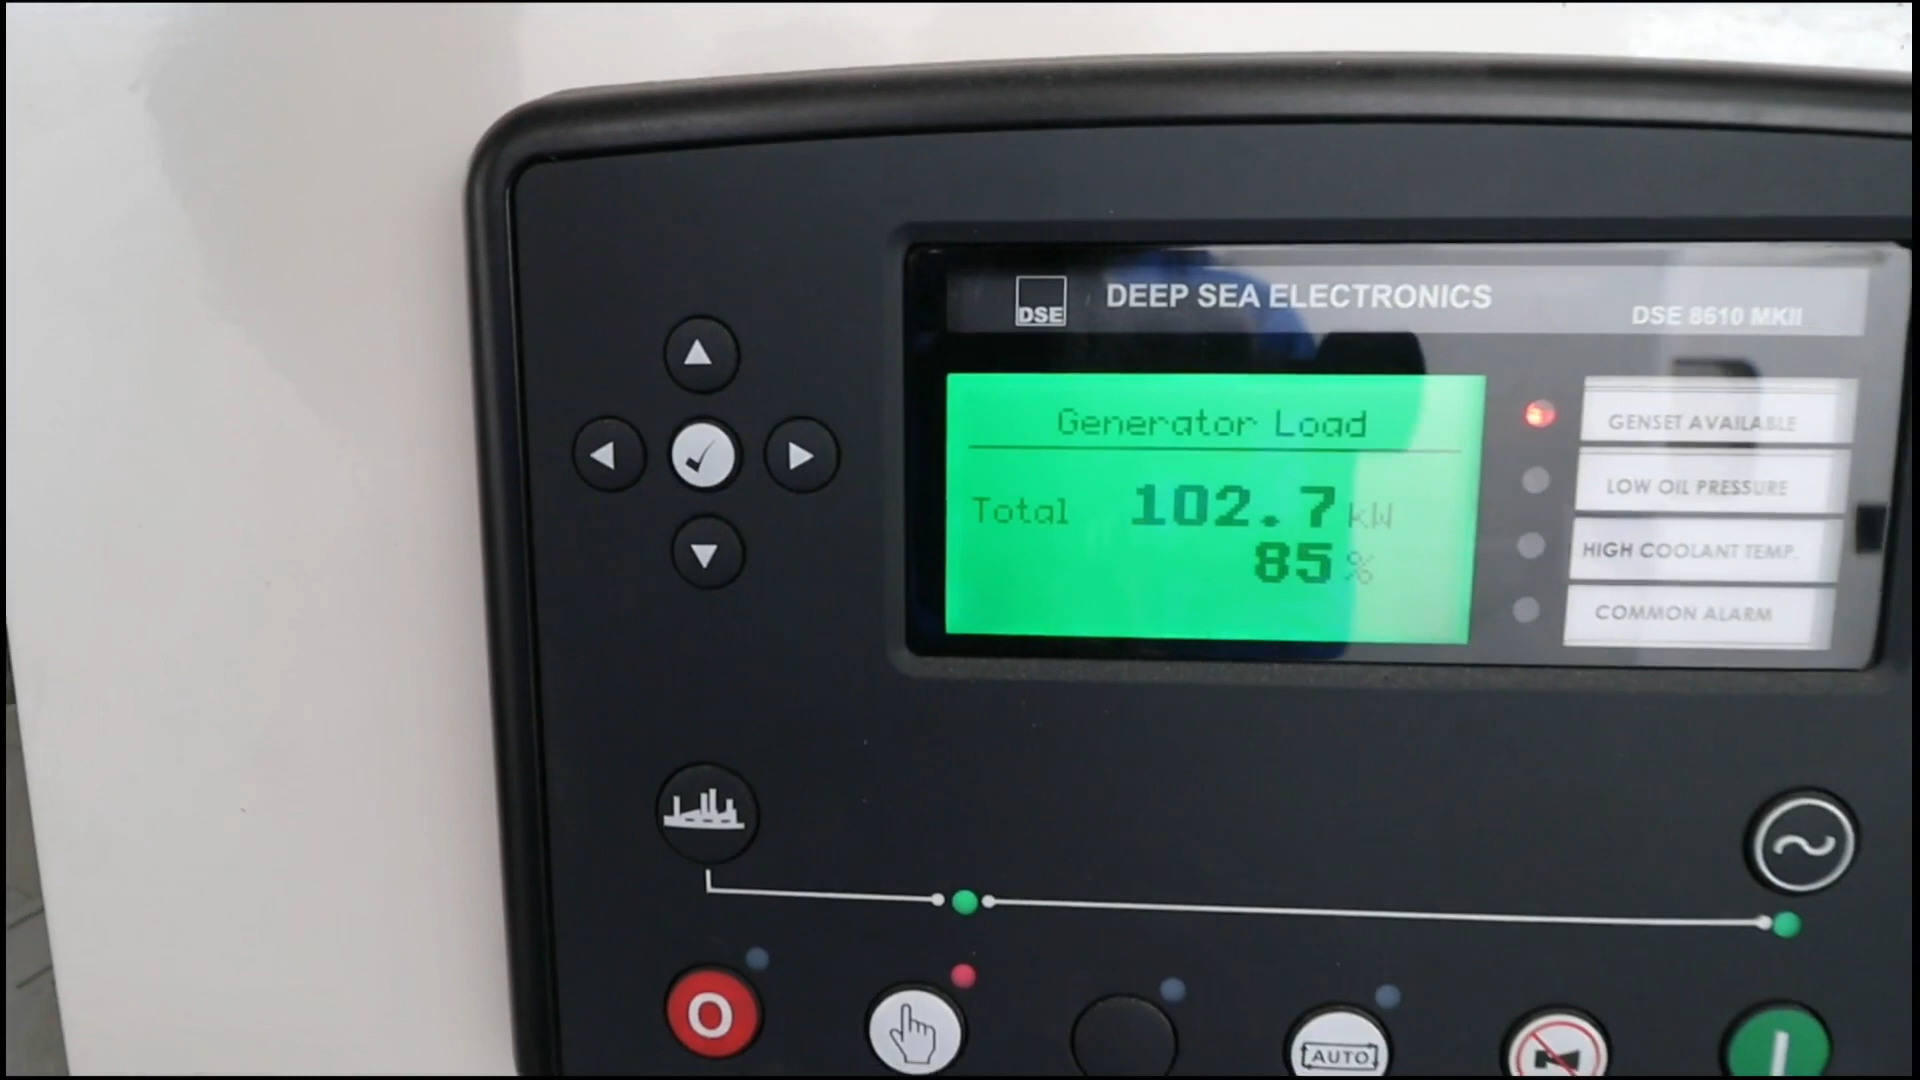 DSE
DEEP SEA ELECTRONICS
DSE 8610 MKII
Generator Load
Total 102.7 kW
85 %
GENSET AVAILABLE
LOW OIL PRESSURE
HIGH COOLANT TEMP.
COMMON ALARM
O
AUTO
I